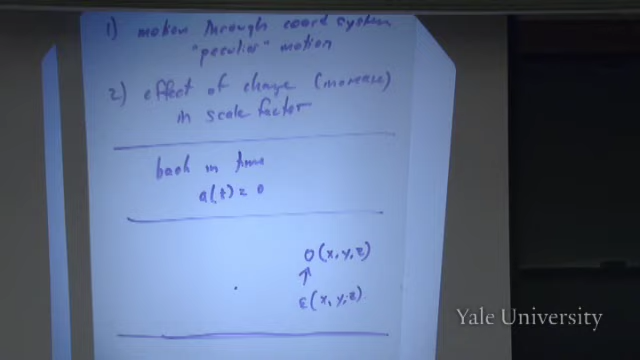 1) motion through coord system
"peculiar" motion
2) effect of change (increase)
in scale factor
back in time
a(t) = 0
0(x,y,z)
↑
ε(x,y,z)
Yale University